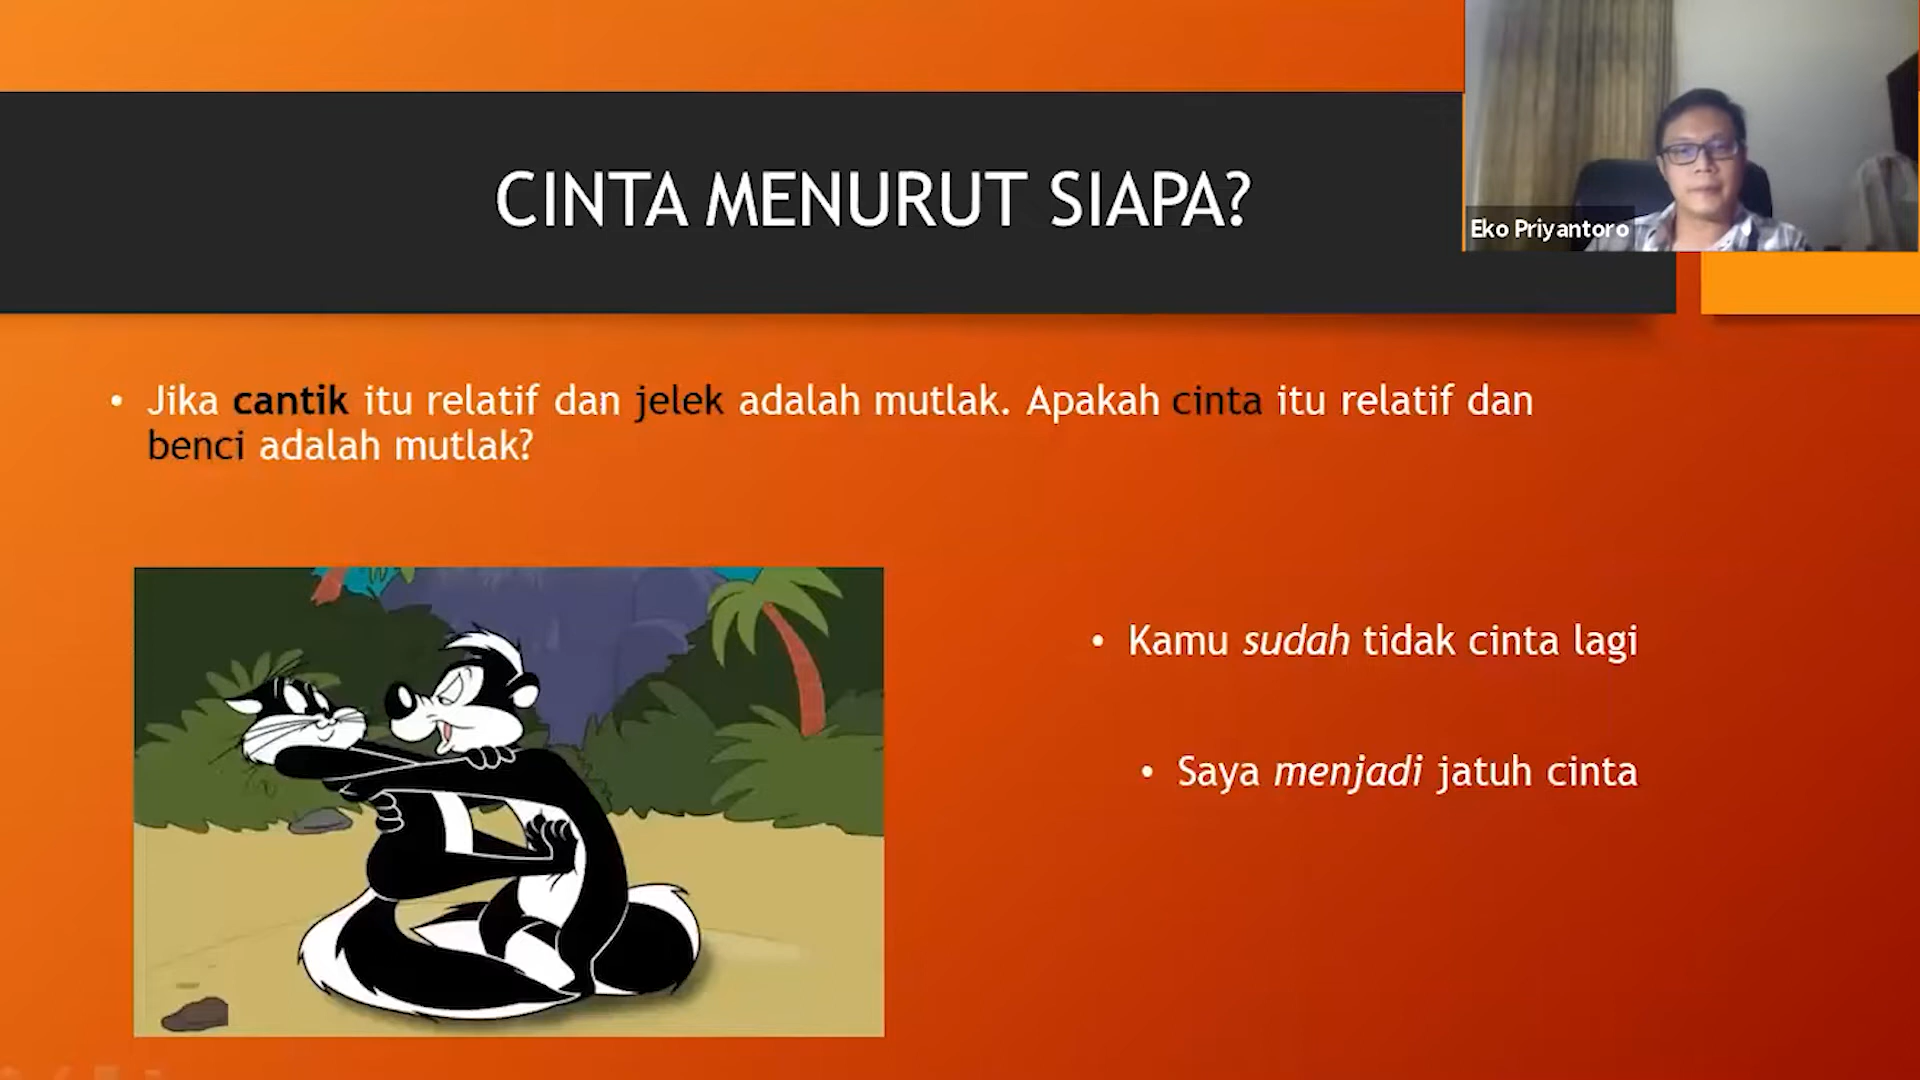 CINTA MENURUT SIAPA?
Eko Priyantoro
• Jika cantik itu relatif dan jelek adalah mutlak. Apakah cinta itu relatif dan
benci adalah mutlak?
• Kamu sudah tidak cinta lagi
• Saya menjadi jatuh cinta